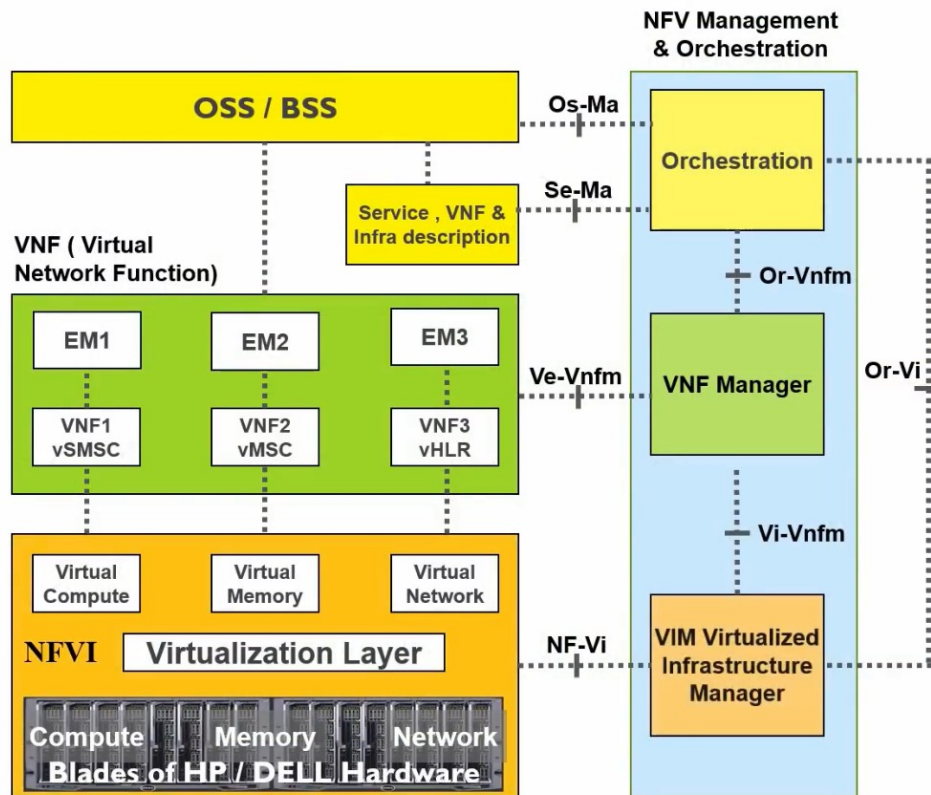 NFV Management
& Orchestration
OSS / BSS
Os-Ma
Orchestration
Se-Ma
Service , VNF &
Infra description
VNF ( Virtual
Network Function)
Or-Vnfm
EM1
EM2
EM3
Ve-Vnfm
VNF Manager
Or-Vi
VNF1
vSMSC
VNF2
vMSC
VNF3
vHLR
Vi-Vnfm
Virtual
Compute
Virtual
Memory
Virtual
Network
NFVI
Virtualization Layer
NF-Vi
VIM Virtualized
Infrastructure
Manager
Compute
Memory
Network
Blades of HP / DELL Hardware